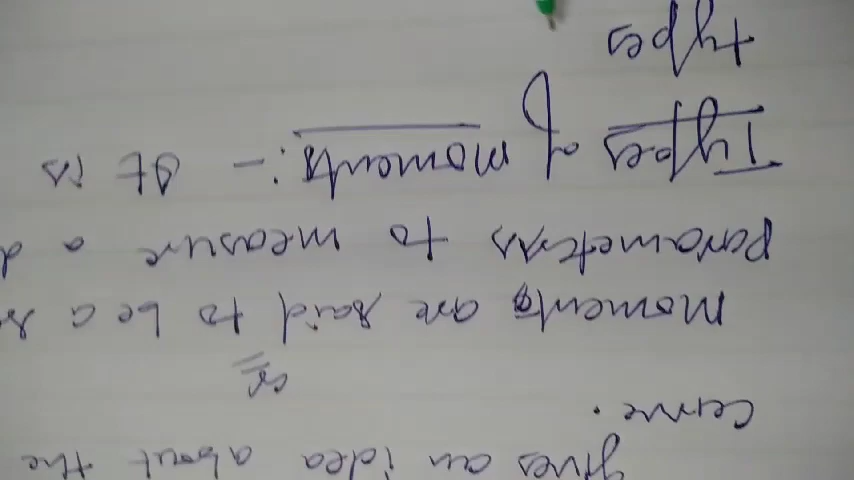 gives an idea about the
curve.
or
Moments are said to be a
parameters to measure a d
Types of moments :- It is
types